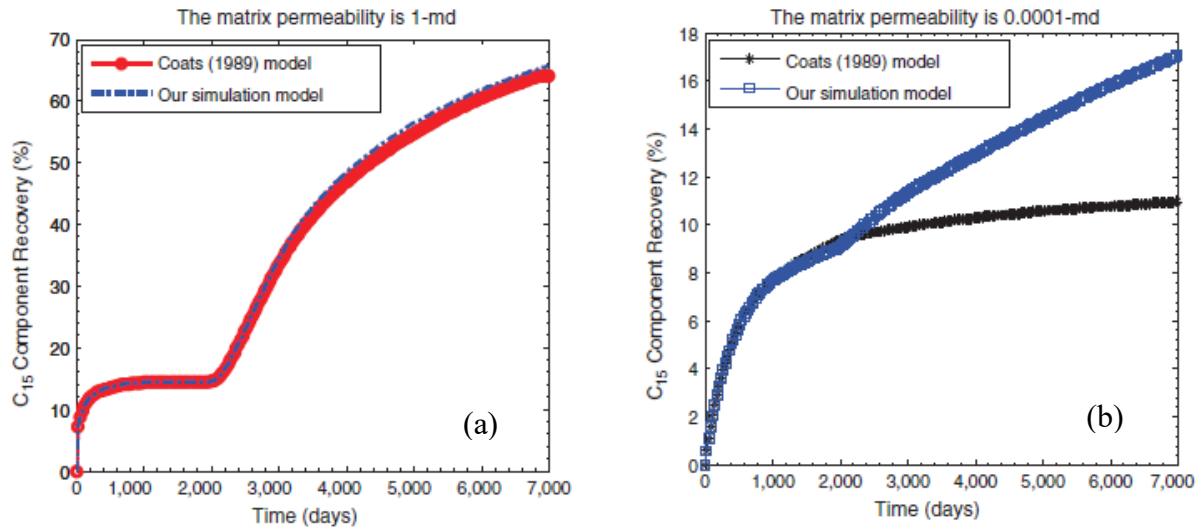 The matrix permeability is 1-md
70
60
50
40
30
20
10
0
C15 Component Recovery (%)
Coats (1989) model
Our simulation model
(a)
0 1,000 2,000 3,000 4,000 5,000 6,000 7,000
Time (days)
The matrix permeability is 0.0001-md
18
16
14
12
10
8
6
4
2
0
C15 Component Recovery (%)
Coats (1989) model
Our simulation model
(b)
0 1,000 2,000 3,000 4,000 5,000 6,000 7,000
Time (days)